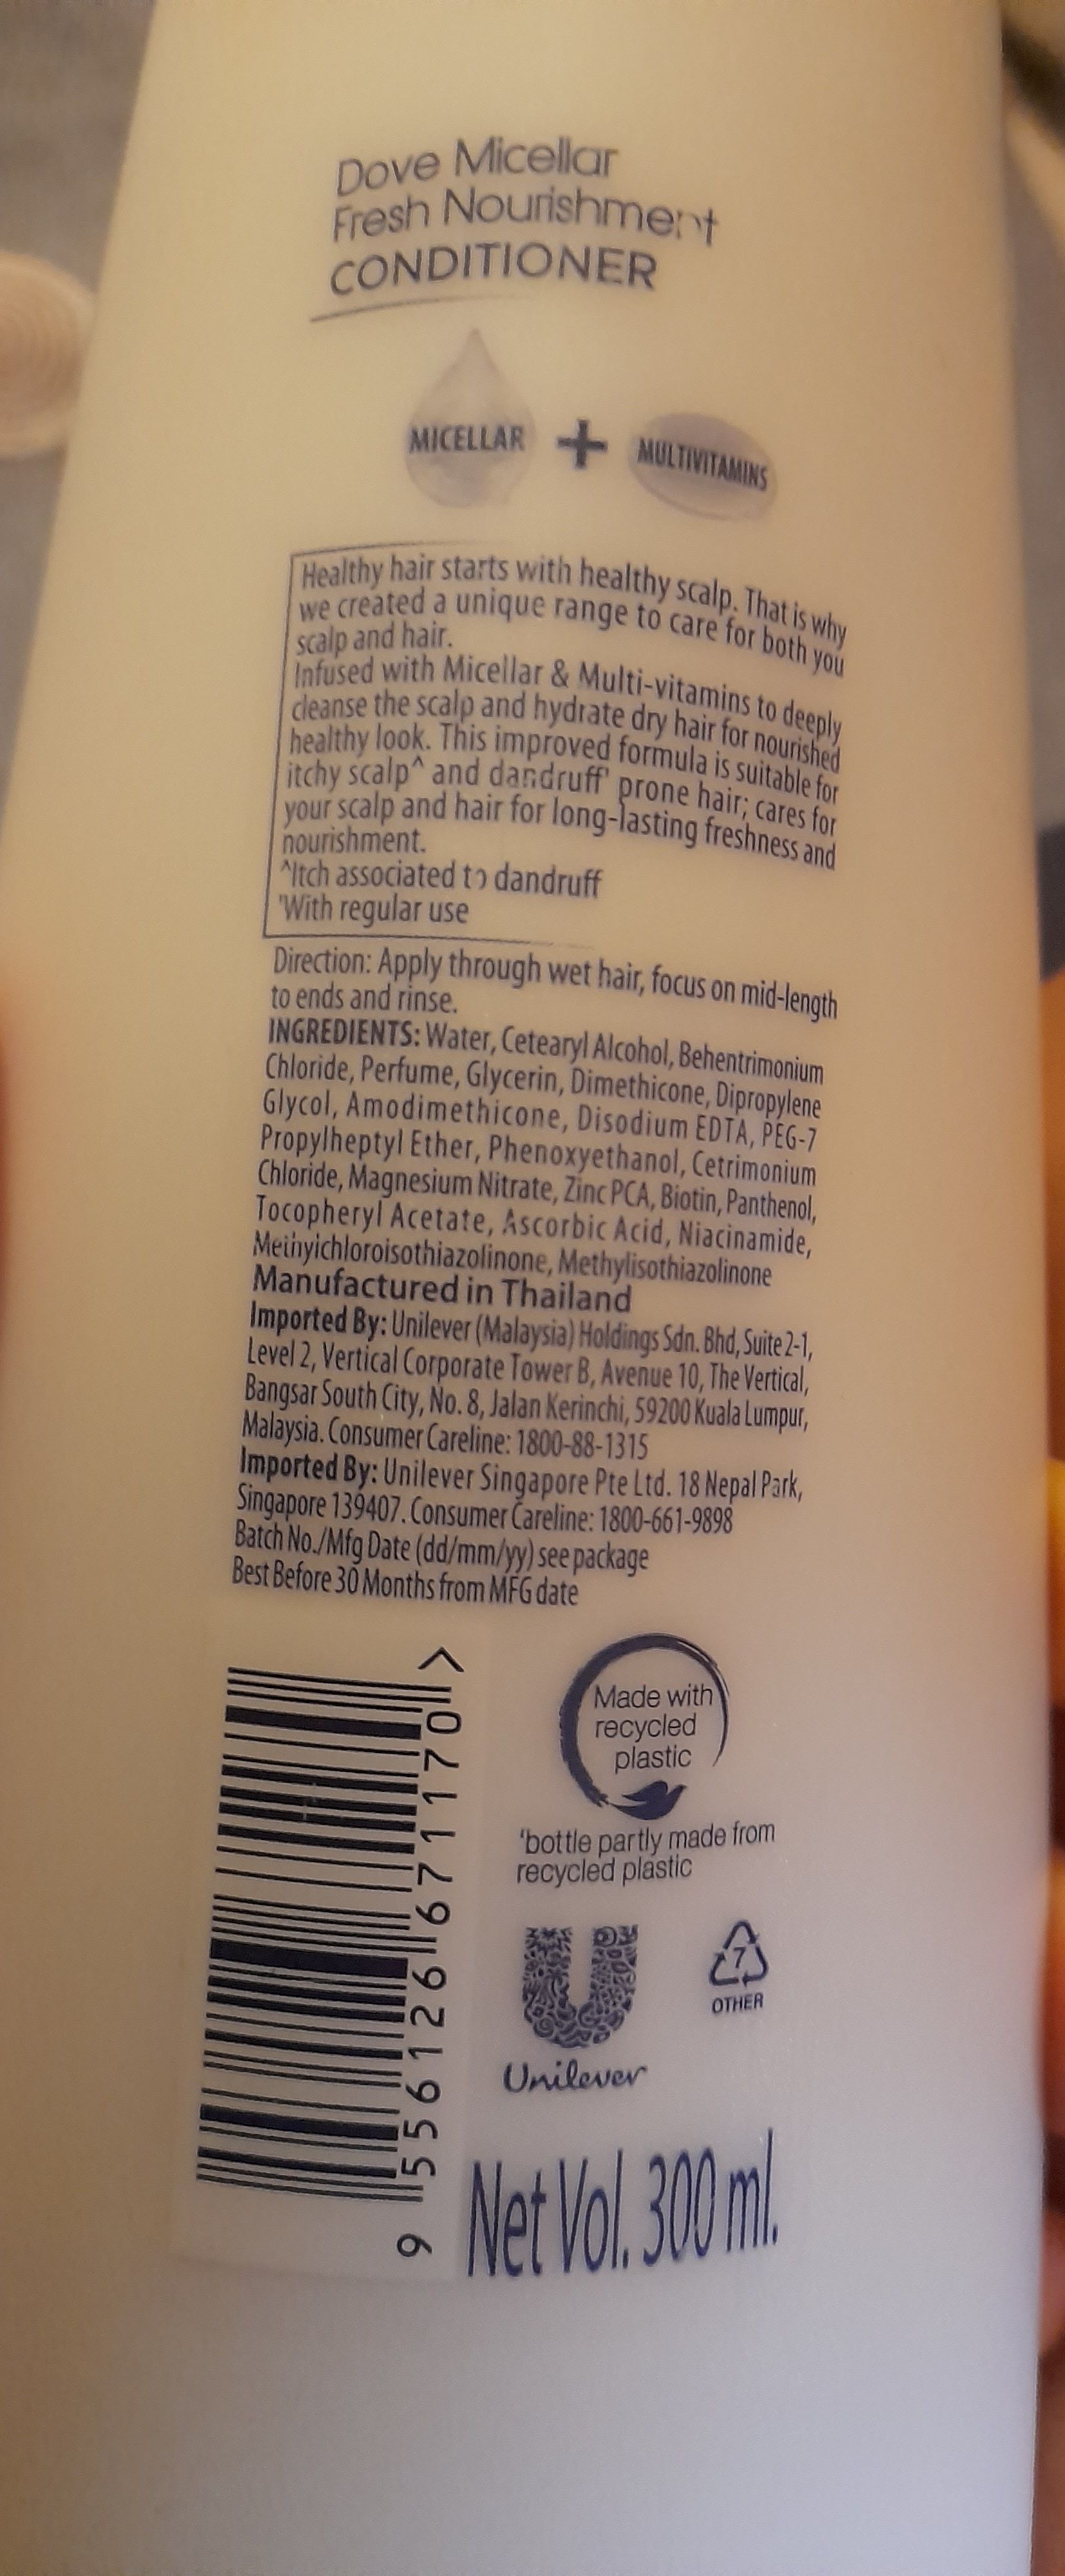 Dove Micellar
Fresh Nourishment
CONDITIONER
MICELLAR + MULTIVITAMINS
Healthy hair starts with healthy scalp. That is why
we created a unique range to care for both you
scalp and hair.
Infused with Micellar & Multi-vitamins to deeply
cleanse the scalp and hydrate dry hair for nourished
healthy look. This improved formula is suitable for
itchy scalp^ and dandruff' prone hair; cares for
your scalp and hair for long-lasting freshness and
nourishment.
^Itch associated to dandruff
'With regular use
Direction: Apply through wet hair, focus on mid-length
to ends and rinse.
INGREDIENTS: Water, Cetearyl Alcohol, Behentrimonium
Chloride, Perfume, Glycerin, Dimethicone, Dipropylene
Glycol, Amodimethicone, Disodium EDTA, PEG-7
Propylheptyl Ether, Phenoxyethanol, Cetrimonium
Chloride, Magnesium Nitrate, Zinc PCA, Biotin, Panthenol,
Tocopheryl Acetate, Ascorbic Acid, Niacinamide,
Methyichloroisothiazolinone, Methylisothiazolinone
Manufactured in Thailand
Imported By: Unilever (Malaysia) Holdings Sdn. Bhd, Suite 2-1,
Level 2, Vertical Corporate Tower B, Avenue 10, The Vertical,
Bangsar South City, No. 8, Jalan Kerinchi, 59200 Kuala Lumpur,
Malaysia. Consumer Careline: 1800-88-1315
Imported By: Unilever Singapore Pte Ltd. 18 Nepal Park,
Singapore 139407. Consumer Careline: 1800-661-9898
Batch No./Mfg Date (dd/mm/yy) see package
Best Before 30 Months from MFG date
Made with
recycled
plastic
'bottle partly made from
recycled plastic
7
OTHER
Unilever
9 556126 671170 >
Net Vol. 300 ml.